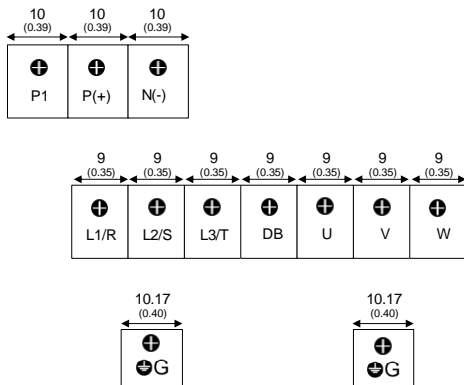 10 10 10
(0.39) (0.39) (0.39)
P1 P(+) N(-)
9 9 9 9 9 9 9
(0.35) (0.35) (0.35) (0.35) (0.35) (0.35) (0.35)
L1/R L2/S L3/T DB U V W
10.17 10.17
(0.40) (0.40)
G G